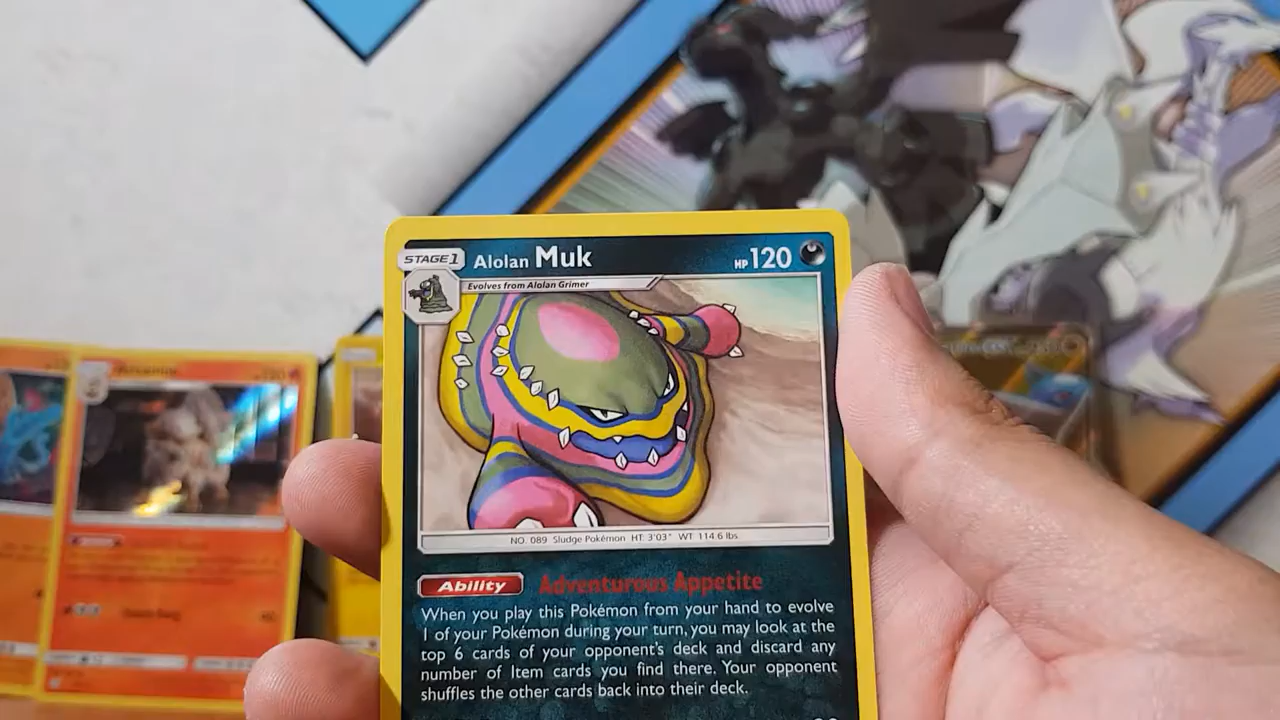 STAGE1 Alolan Muk HP 120
Evolves from Alolan Grimer
NO. 089 Sludge Pokémon HT: 3'03" WT: 114.6 lbs
Ability Adventurous Appetite
When you play this Pokémon from your hand to evolve
1 of your Pokémon during your turn, you may look at the
top 6 cards of your opponent's deck and discard any
number of Item cards you find there. Your opponent
shuffles the other cards back into their deck.